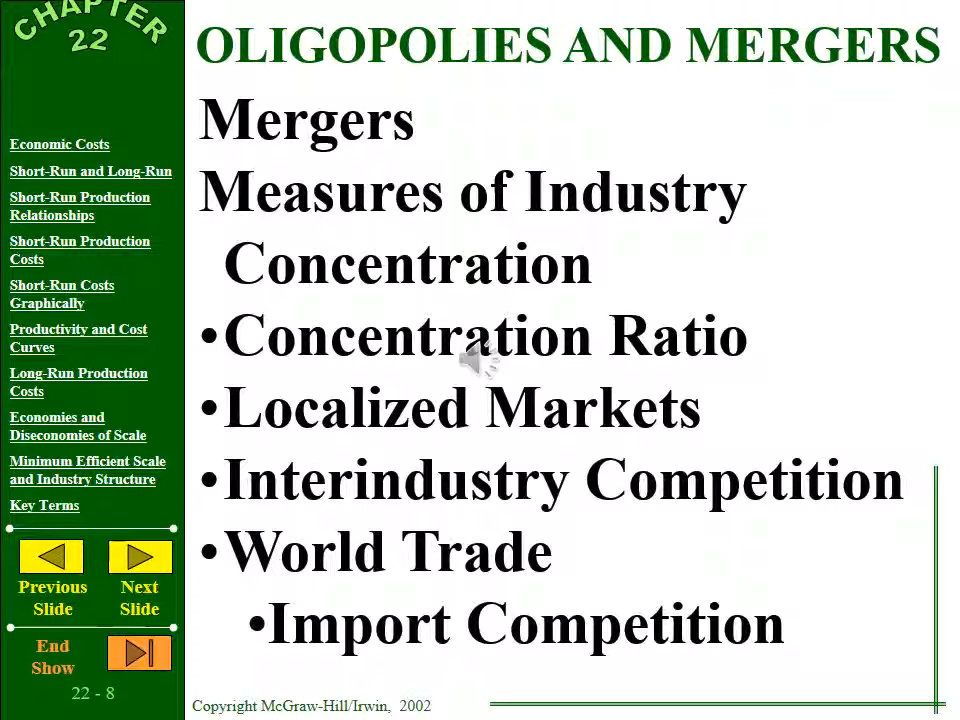 CHAPTER
22
Economic Costs
Short-Run and Long-Run
Short-Run Production
Relationships
Short-Run Production
Costs
Short-Run Costs
Graphically
Productivity and Cost
Curves
Long-Run Production
Costs
Economies and
Diseconomies of Scale
Minimum Efficient Scale
and Industry Structure
Key Terms
Previous
Slide
Next
Slide
End
Show
22 - 8
OLIGOPOLIES AND MERGERS
Mergers
Measures of Industry
Concentration
•Concentration Ratio
•Localized Markets
•Interindustry Competition
•World Trade
•Import Competition
Copyright McGraw-Hill/Irwin, 2002